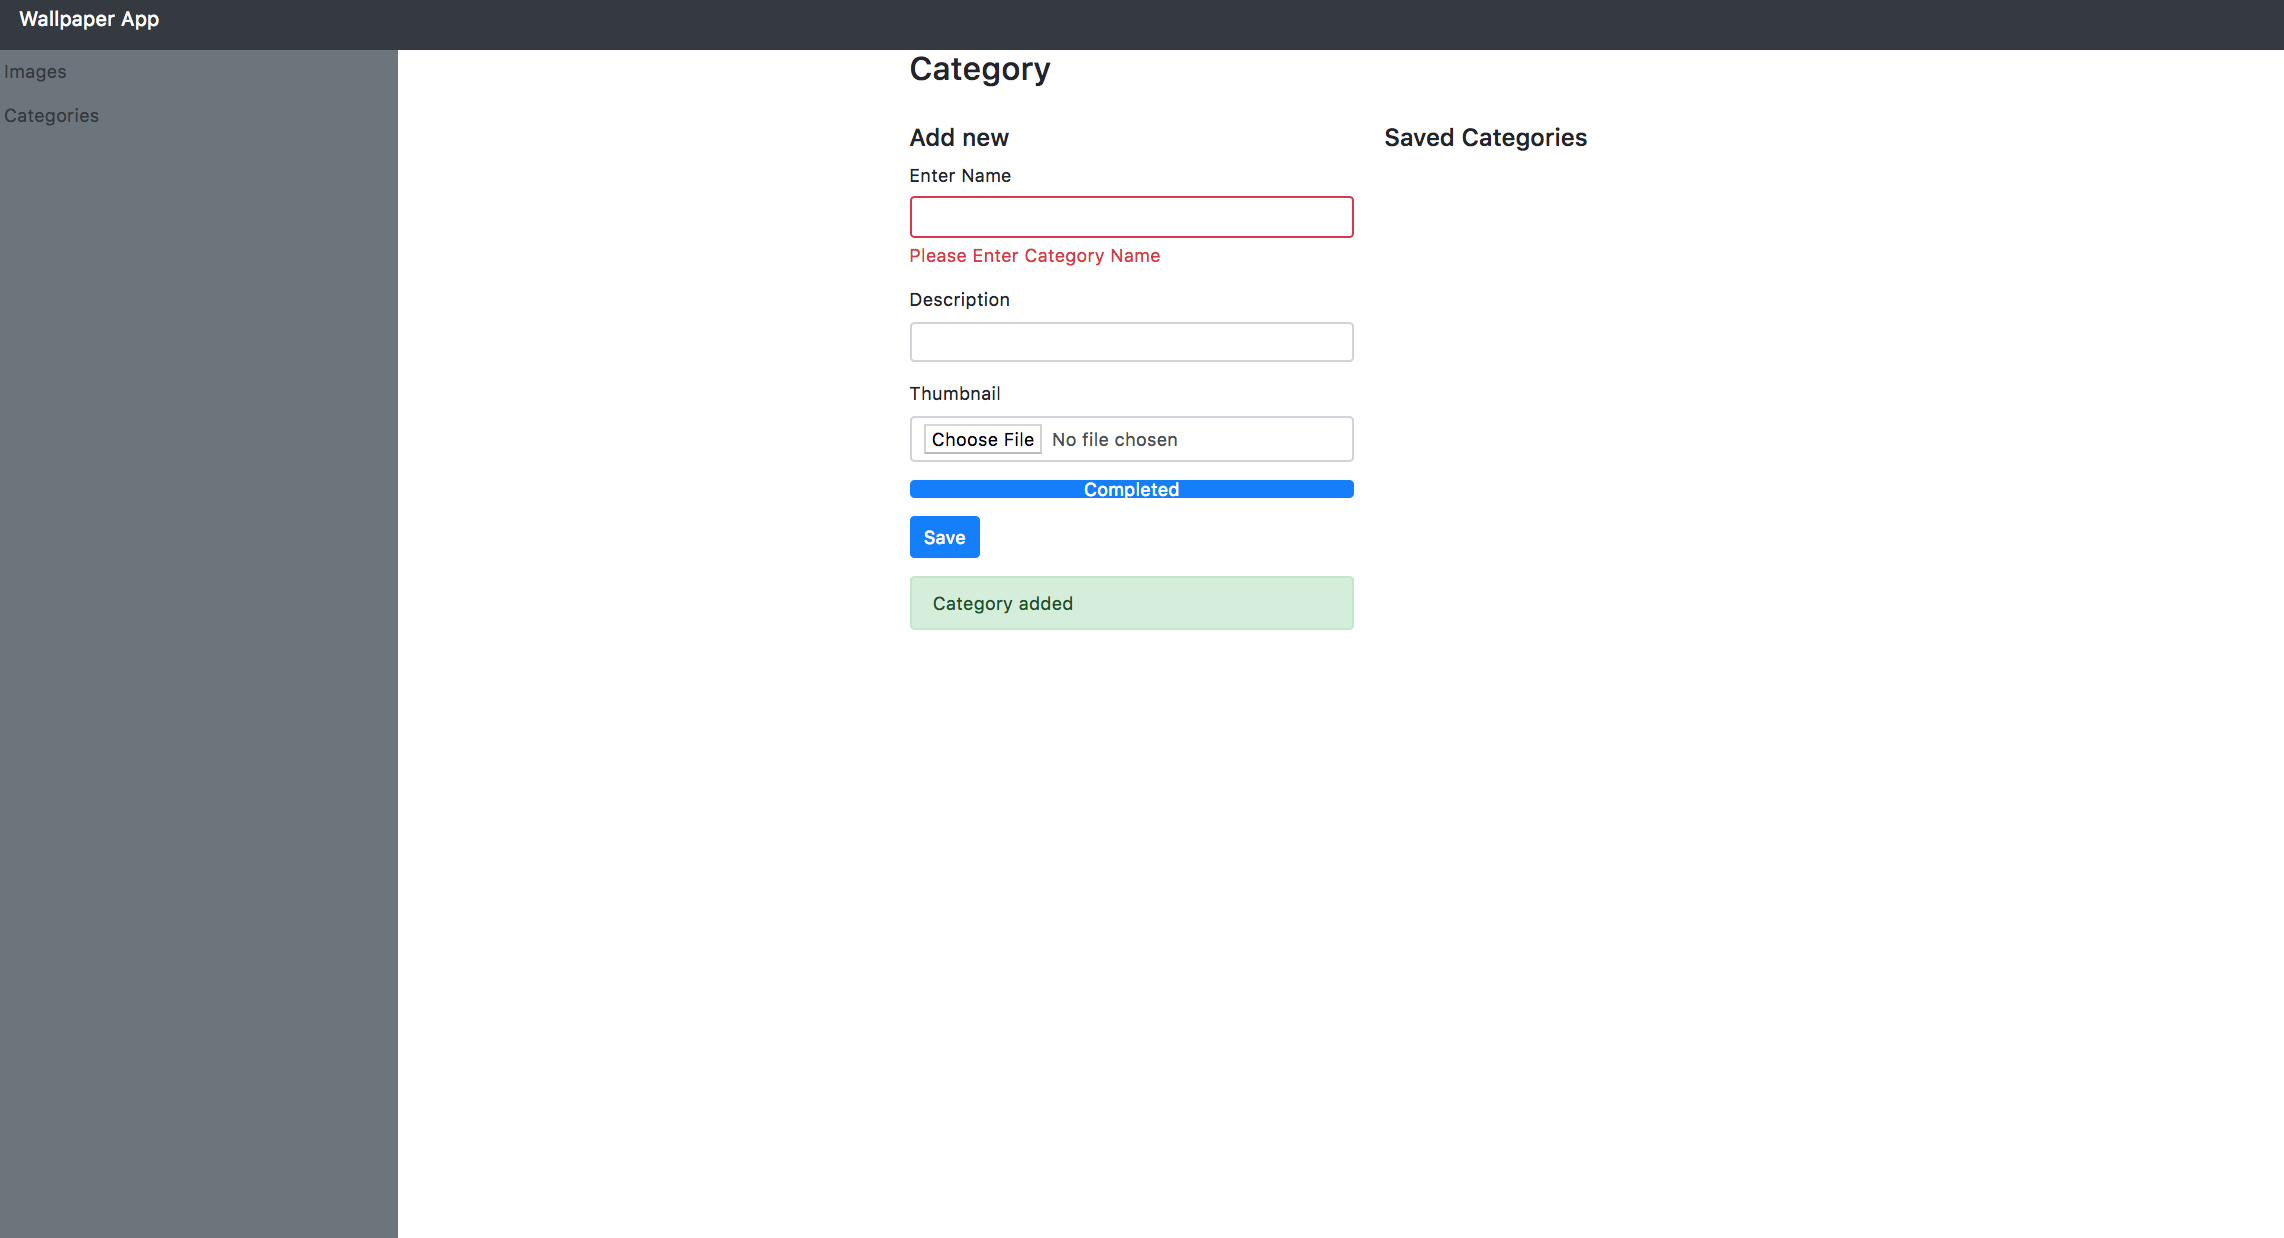 Wallpaper App
Images
Categories
Category
Add new
Enter Name
Please Enter Category Name
Description
Thumbnail
Choose File No file chosen
Completed
Save
Category added
Saved Categories